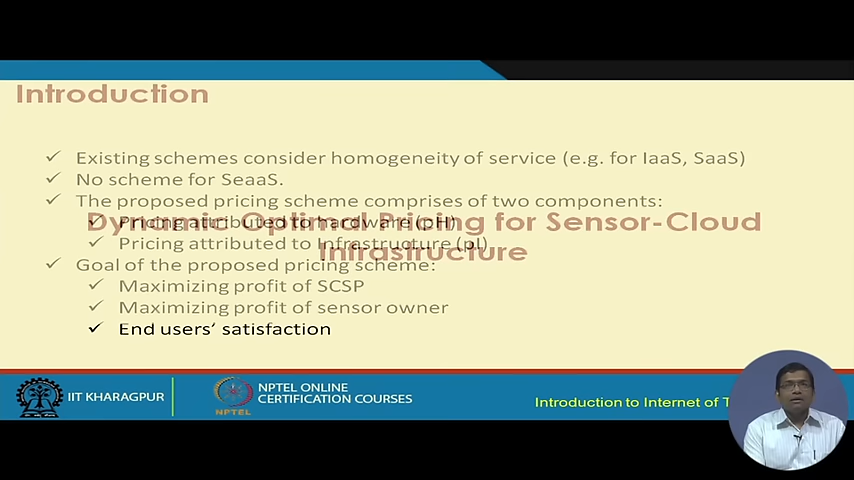 Introduction
✓ Existing schemes consider homogeneity of service (e.g. for IaaS, SaaS)
✓ No scheme for SeaaS.
✓ The proposed pricing scheme comprises of two components:
✓ Pricing attributed to hardware (pH)
Dynamic Optimal Pricing for Sensor-Cloud
✓ Pricing attributed to Infrastructure (pI)
Infrastructure
✓ Goal of the proposed pricing scheme:
✓ Maximizing profit of SCSP
✓ Maximizing profit of sensor owner
✓ End users’ satisfaction
IIT KHARAGPUR
NPTEL
NPTEL ONLINE
CERTIFICATION COURSES
Introduction to Internet of T